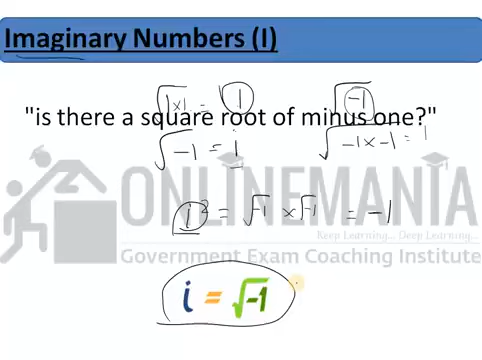 Imaginary Numbers (I)
√1×1 = 1
√-1
"is there a square root of minus one?"
√-1 = i
√-1×-1 = 1
i² = √-1 × √-1 = -1
ONLINEMANIA
Keep Learning... Deep Learning...
Government Exam Coaching Institute
i = √-1